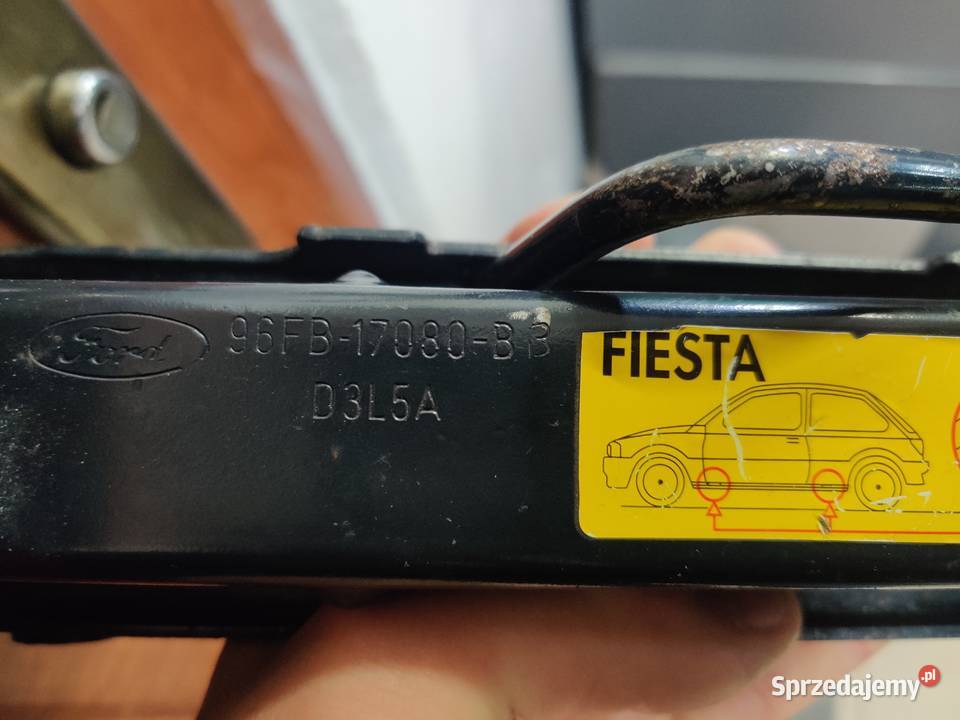 Ford 96FB-17080-BB
D3L5A
FIESTA
Sprzedajemy.pl